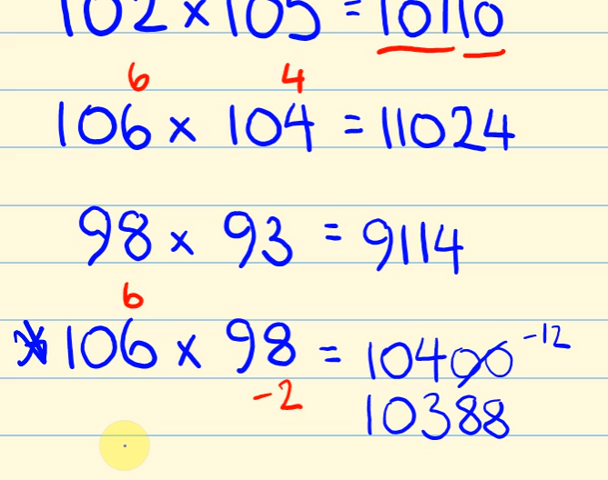 102 × 105 = 10110
6 4
106 × 104 = 11024
98 × 93 = 9114
6
* 106 × 98 = 10400 -12
-2
10388